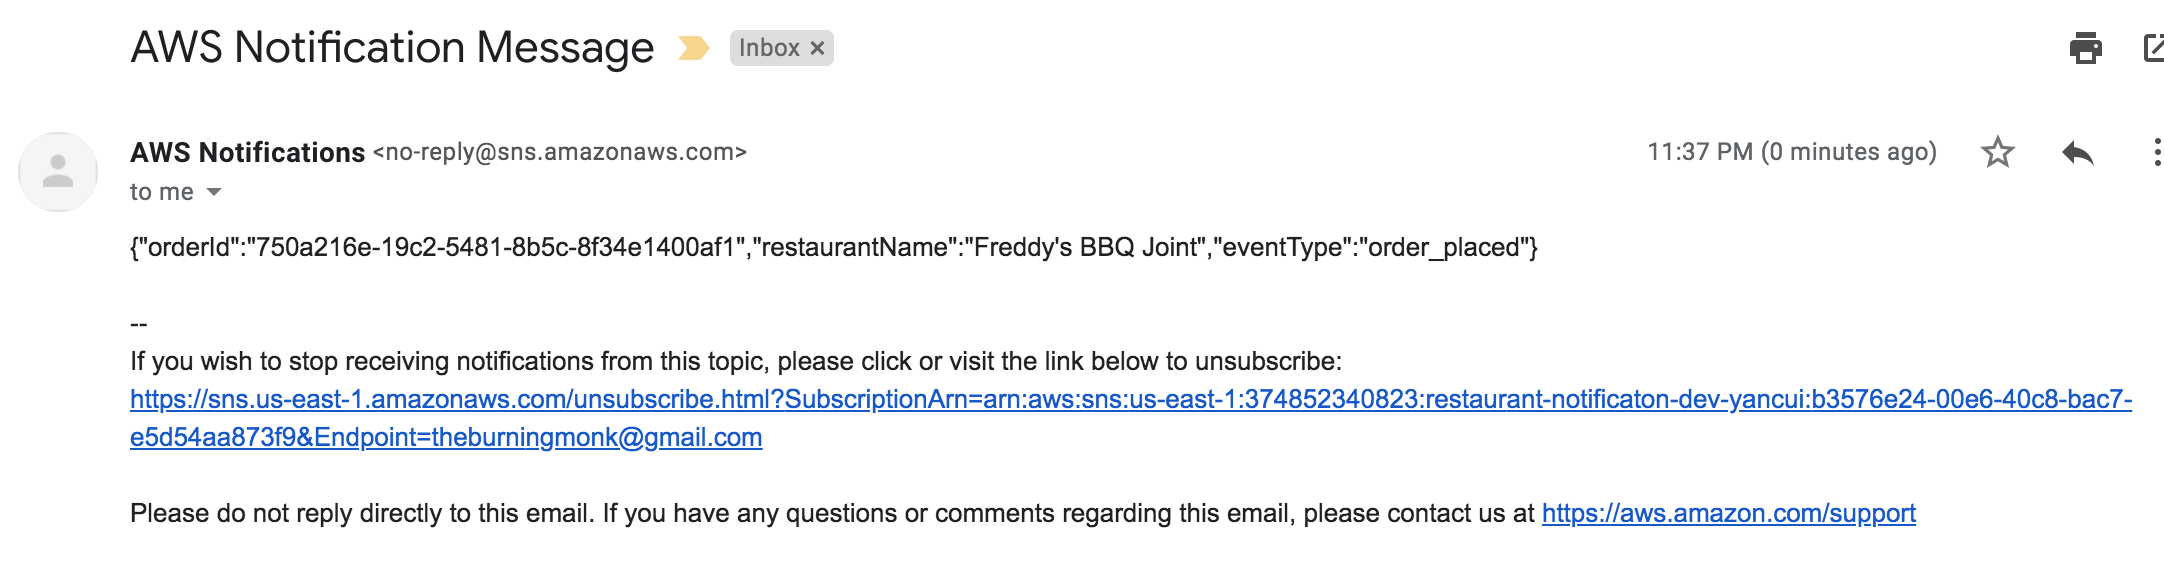 AWS Notification Message
Inbox ×
AWS Notifications <no-reply@sns.amazonaws.com>
11:37 PM (0 minutes ago)
to me
{"orderId":"750a216e-19c2-5481-8b5c-8f34e1400af1","restaurantName":"Freddy's BBQ Joint","eventType":"order_placed"}
--
If you wish to stop receiving notifications from this topic, please click or visit the link below to unsubscribe:
https://sns.us-east-1.amazonaws.com/unsubscribe.html?SubscriptionArn=arn:aws:sns:us-east-1:374852340823:restaurant-notificaton-dev-yancui:b3576e24-00e6-40c8-bac7-
e5d54aa873f9&Endpoint=theburningmonk@gmail.com
Please do not reply directly to this email. If you have any questions or comments regarding this email, please contact us at https://aws.amazon.com/support